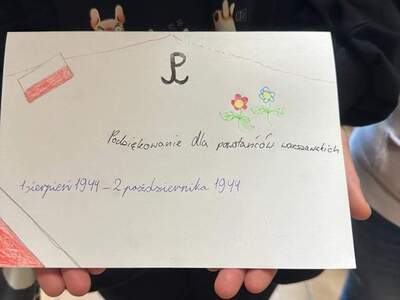 Podziękowanie dla powstańców warszawskich
1 sierpień 1944 – 2 października 1944